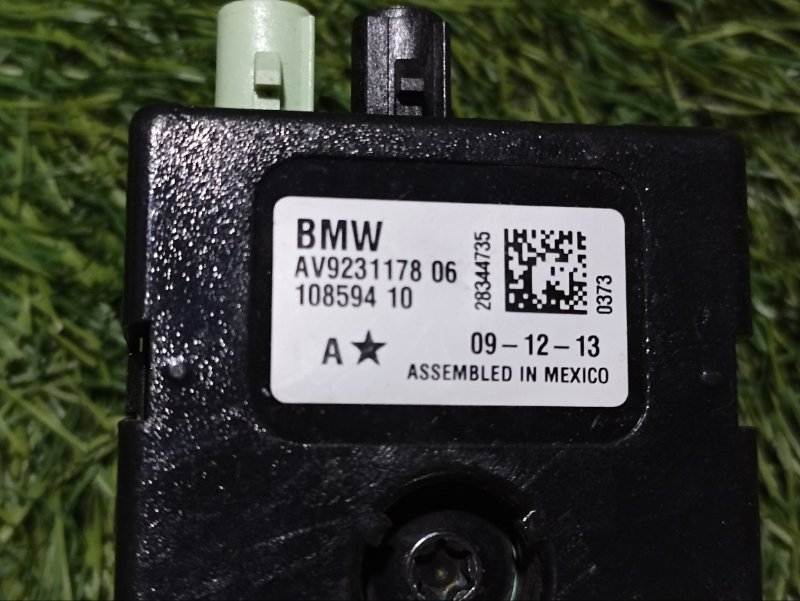 BMW
AV9231178 06
108594 10
28344735
0373
A
09-12-13
ASSEMBLED IN MEXICO